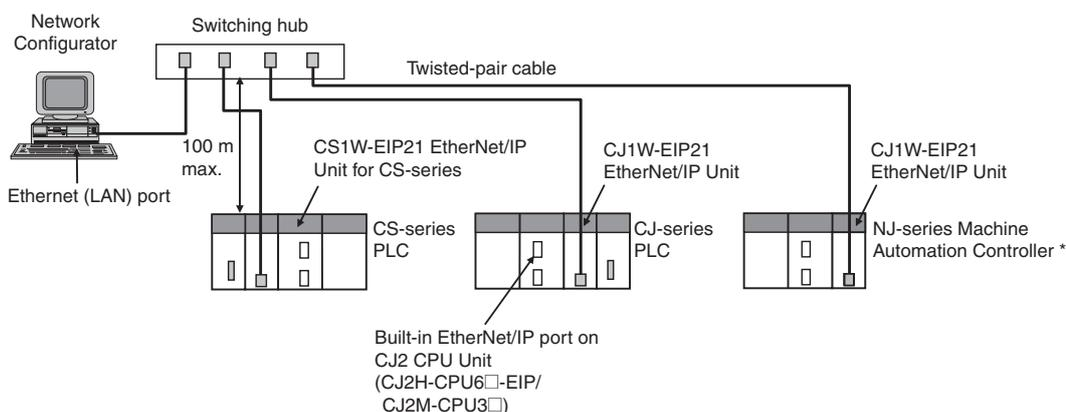 Network
Configurator
Switching hub
Twisted-pair cable
100 m
max.
Ethernet (LAN) port
CS1W-EIP21 EtherNet/IP
Unit for CS-series
CJ1W-EIP21
EtherNet/IP Unit
CJ1W-EIP21
EtherNet/IP Unit
CS-series
PLC
CJ-series
PLC
NJ-series Machine
Automation Controller *
Built-in EtherNet/IP port on
CJ2 CPU Unit
(CJ2H-CPU6□-EIP/
CJ2M-CPU3□)